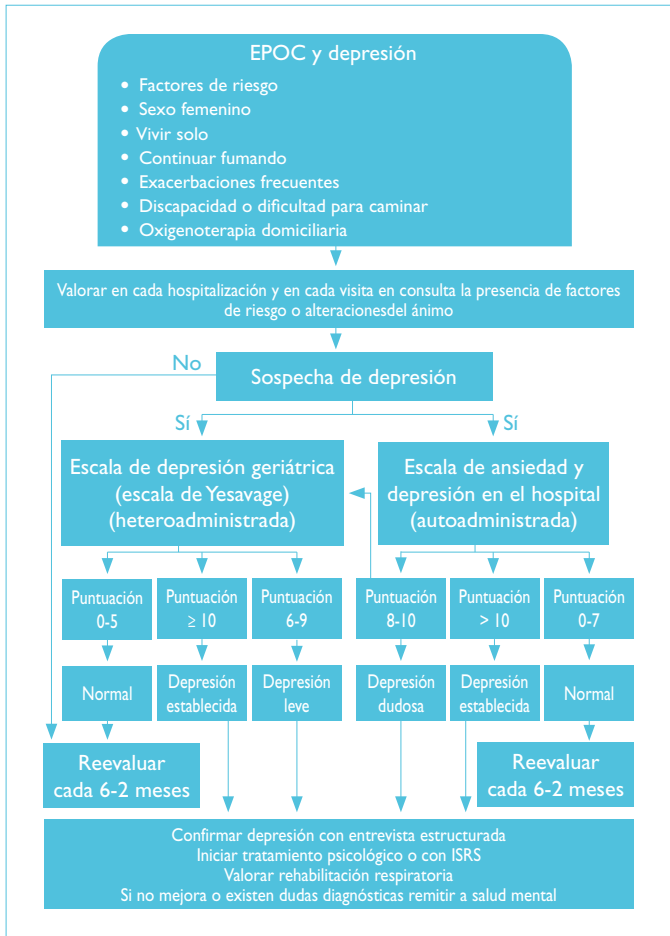 EPOC y depresión
• Factores de riesgo
• Sexo femenino
• Vivir solo
• Continuar fumando
• Exacerbaciones frecuentes
• Discapacidad o dificultad para caminar
• Oxigenoterapia domiciliaria
Valorar en cada hospitalización y en cada visita en consulta la presencia de factores
de riesgo o alteracionesdel ánimo
No
Sospecha de depresión
Sí
Sí
Escala de depresión geriátrica
(escala de Yesavage)
(heteroadministrada)
Escala de ansiedad y
depresión en el hospital
(autoadministrada)
Puntuación
0-5
Puntuación
≥ 10
Puntuación
6-9
Puntuación
8-10
Puntuación
> 10
Puntuación
0-7
Normal
Depresión
establecida
Depresión
leve
Depresión
dudosa
Depresión
establecida
Normal
Reevaluar
cada 6-2 meses
Reevaluar
cada 6-2 meses
Confirmar depresión con entrevista estructurada
Iniciar tratamiento psicológico o con ISRS
Valorar rehabilitación respiratoria
Si no mejora o existen dudas diagnósticas remitir a salud mental